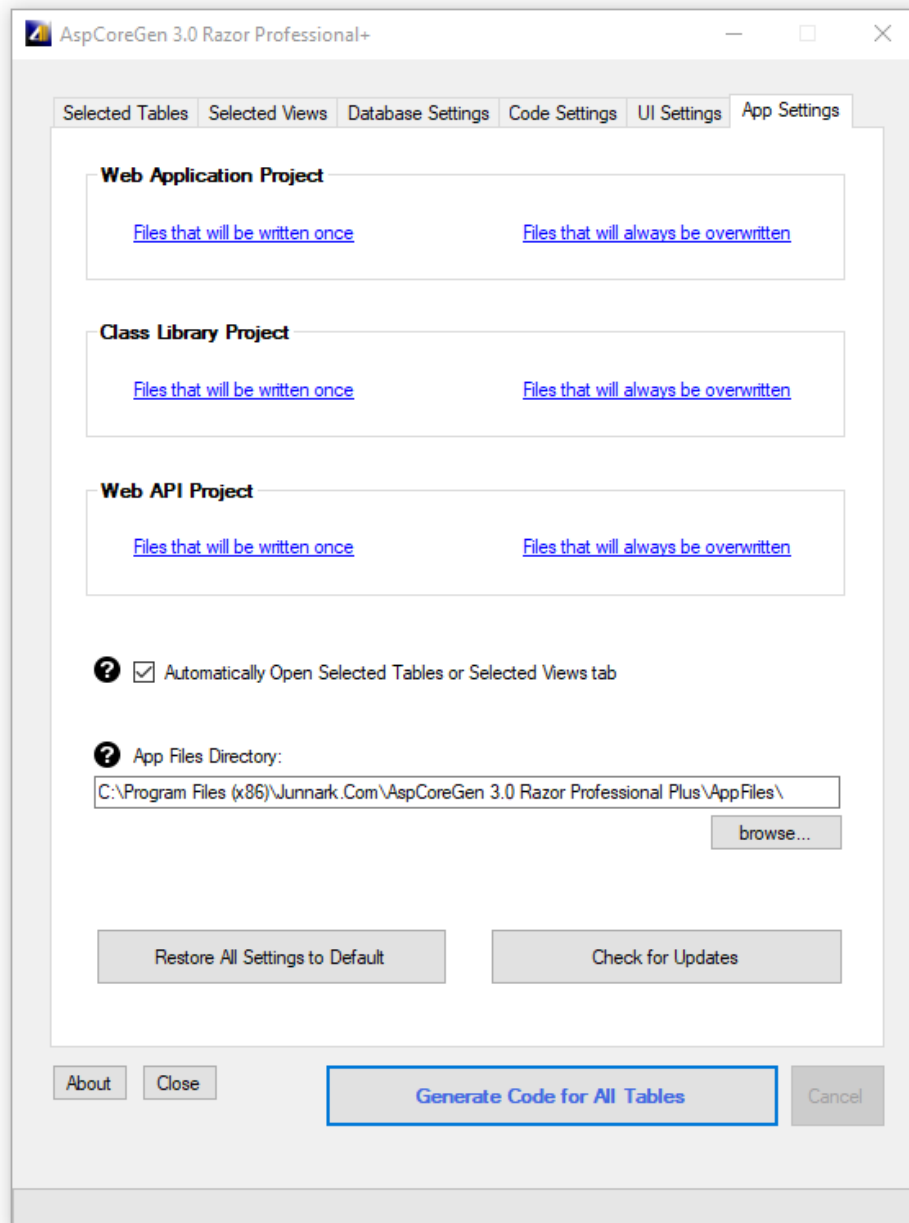 AspCoreGen 3.0 Razor Professional+
Selected Tables Selected Views Database Settings Code Settings UI Settings App Settings
Web Application Project
Files that will be written once Files that will always be overwritten
Class Library Project
Files that will be written once Files that will always be overwritten
Web API Project
Files that will be written once Files that will always be overwritten
? Automatically Open Selected Tables or Selected Views tab
? App Files Directory:
C:\Program Files (x86)\Junnark.Com\AspCoreGen 3.0 Razor Professional Plus\AppFiles\
browse...
Restore All Settings to Default Check for Updates
About Close Generate Code for All Tables Cancel